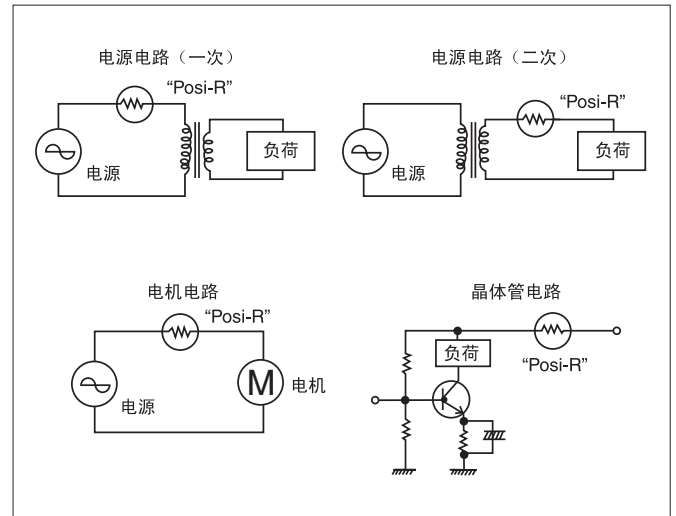 电源电路（一次）
“Posi-R”
电源
负荷
电源电路（二次）
“Posi-R”
电源
负荷
电机电路
“Posi-R”
电源
M
电机
晶体管电路
负荷
“Posi-R”